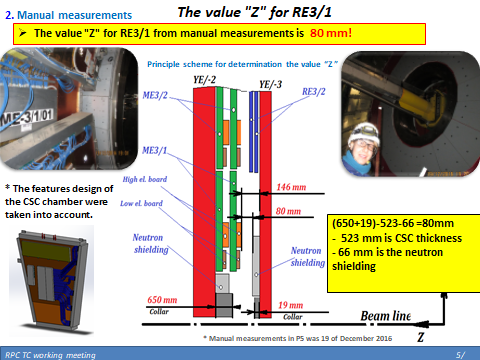 2. Manual measurements
The value "Z" for RE3/1
➢ The value "Z" for RE3/1 from manual measurements is 80 mm!
Principle scheme for determination the value “Z”
YE/-2
YE/-3
ME3/2
RE3/2
ME 3/1/01
ME3/1
High el. board
Low el. board
146 mm
80 mm
* The features design of
the CSC chamber were
taken into account.
Neutron
shielding
Neutron
shielding
(650+19)-523-66 =80mm
- 523 mm is CSC thickness
- 66 mm is the neutron
shielding
650 mm
Collar
19 mm
Collar
Beam line
Z
* Manual measurements in P5 was 19 of December 2016
RPC TC working meeting
5/